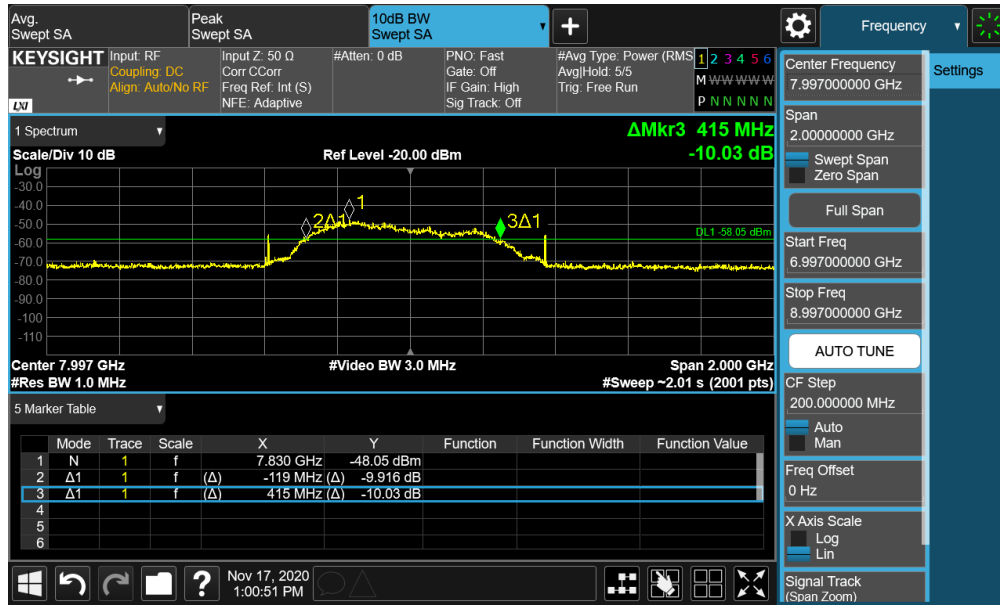 Avg.
Swept SA
Peak
Swept SA
10dB BW
Swept SA
Frequency
KEYSIGHT
LXI
Input: RF
Coupling: DC
Align: Auto/No RF
Input Z: 50 Ω
Corr CCorr
Freq Ref: Int (S)
NFE: Adaptive
#Atten: 0 dB
PNO: Fast
Gate: Off
IF Gain: High
Sig Track: Off
#Avg Type: Power (RMS
Avg|Hold: 5/5
Trig: Free Run
1 2 3 4 5 6
M W W W W W
P N N N N N
1 Spectrum
ΔMkr3 415 MHz
-10.03 dB
Scale/Div 10 dB
Ref Level -20.00 dBm
Log
-30.0
-40.0
-50.0
-60.0
-70.0
-80.0
-90.0
-100
-110
1
2Δ1
3Δ1
DL1 -58.05 dBm
Center 7.997 GHz
#Video BW 3.0 MHz
Span 2.000 GHz
#Res BW 1.0 MHz
#Sweep ~2.01 s (2001 pts)
5 Marker Table
Mode Trace Scale X Y Function Function Width Function Value
1 N 1 f 7.830 GHz -48.05 dBm
2 Δ1 1 f (Δ) -119 MHz (Δ) -9.916 dB
3 Δ1 1 f (Δ) 415 MHz (Δ) -10.03 dB
4
5
6
Nov 17, 2020
1:00:51 PM
Center Frequency
7.997000000 GHz
Settings
Span
2.00000000 GHz
Swept Span
Zero Span
Full Span
Start Freq
6.997000000 GHz
Stop Freq
8.997000000 GHz
AUTO TUNE
CF Step
200.000000 MHz
Auto
Man
Freq Offset
0 Hz
X Axis Scale
Log
Lin
Signal Track
(Span Zoom)